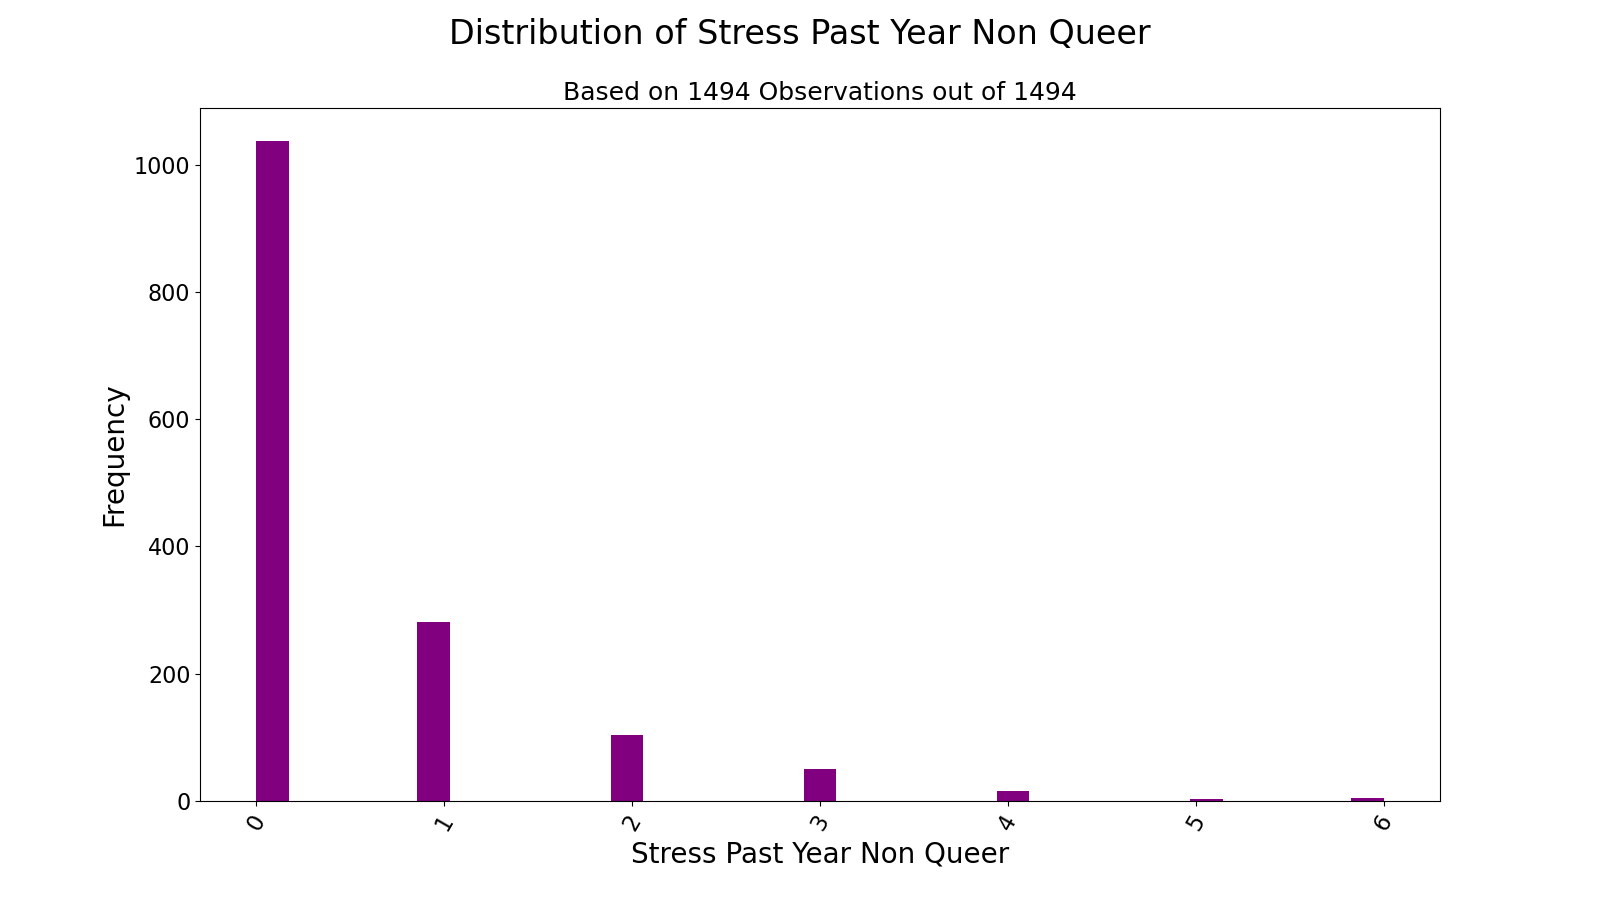 Distribution of Stress Past Year Non Queer
Based on 1494 Observations out of 1494
1000
800
600
400
200
0
Frequency
0 1 2 3 4 5 6
Stress Past Year Non Queer